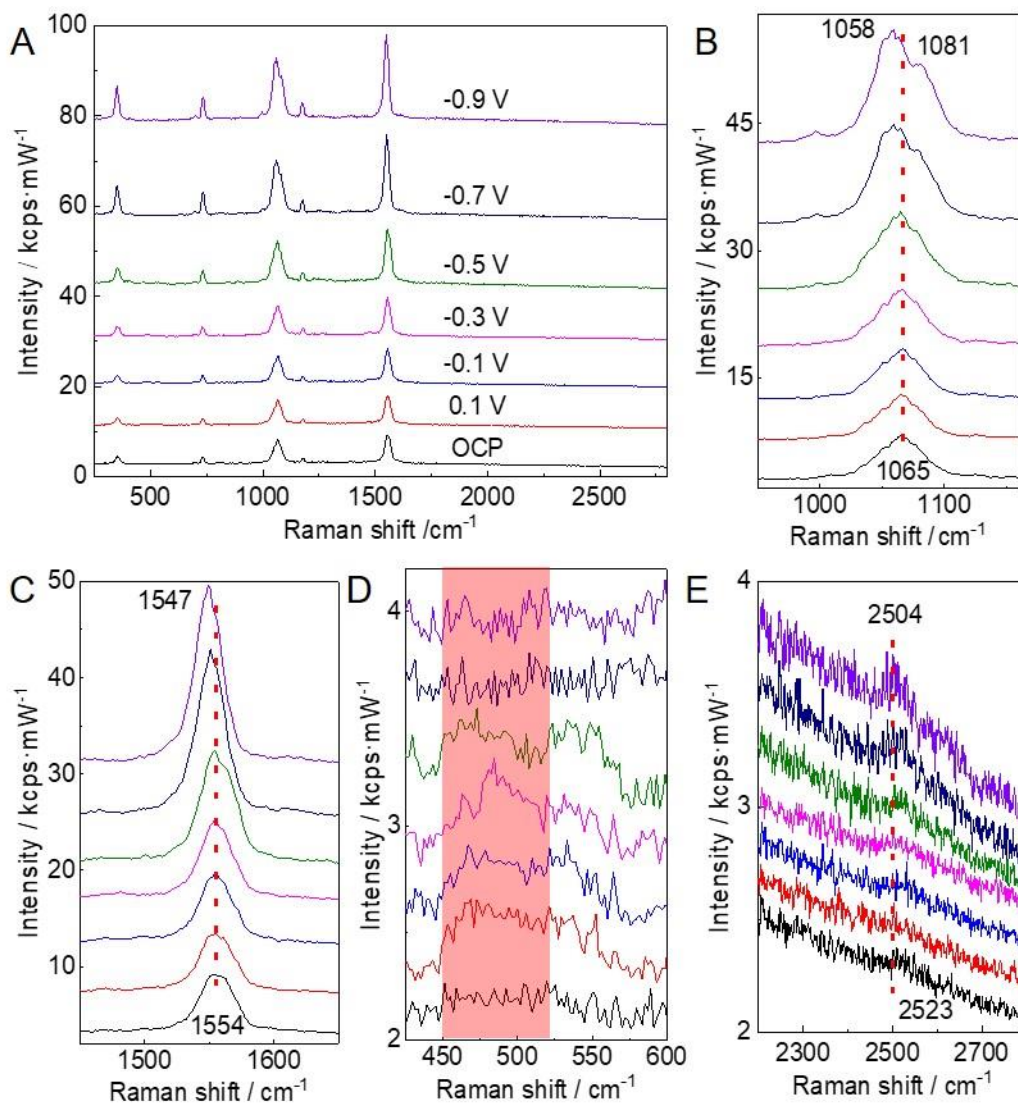 A
100
80
60
40
20
0
Intensity / kcps·mW⁻¹
-0.9 V
-0.7 V
-0.5 V
-0.3 V
-0.1 V
0.1 V
OCP
500
1000
1500
2000
2500
Raman shift /cm⁻¹
B
1058
1081
45
30
15
Intensity / kcps·mW⁻¹
1065
1000
1100
Raman shift / cm⁻¹
C
50
40
30
20
10
Intensity / kcps·mW⁻¹
1547
1554
1500
1600
Raman shift / cm⁻¹
D
4
3
2
Intensity / kcps·mW⁻¹
450
500
550
600
Raman shift / cm⁻¹
E
4
3
2
Intensity / kcps·mW⁻¹
2504
2523
2300
2500
2700
Raman shift / cm⁻¹